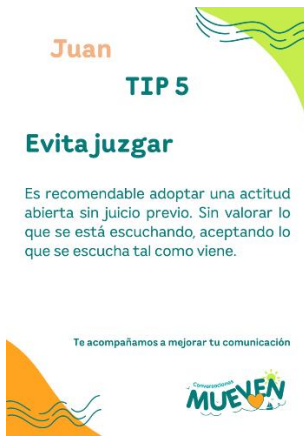 Juan
TIP 5
Evita juzgar
Es recomendable adoptar una actitud
abierta sin juicio previo. Sin valorar lo
que se está escuchando, aceptando lo
que se escucha tal como viene.
Te acompañamos a mejorar tu comunicación
Conversaciones
MUEVEN